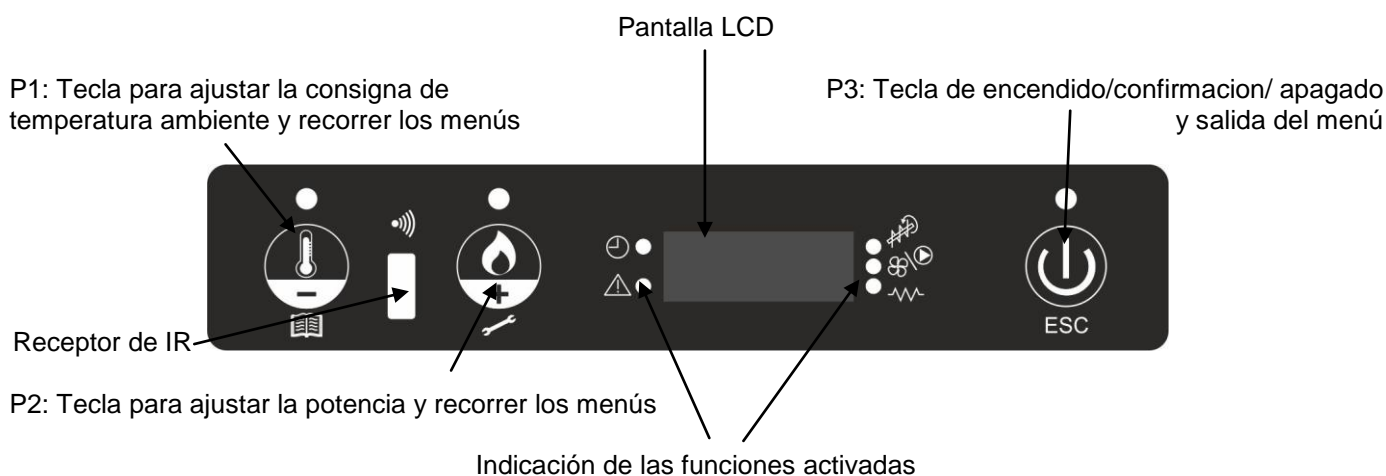 Pantalla LCD
P1: Tecla para ajustar la consigna de
temperatura ambiente y recorrer los menús
P3: Tecla de encendido/confirmacion/ apagado
y salida del menú
ESC
Receptor de IR
P2: Tecla para ajustar la potencia y recorrer los menús
Indicación de las funciones activadas